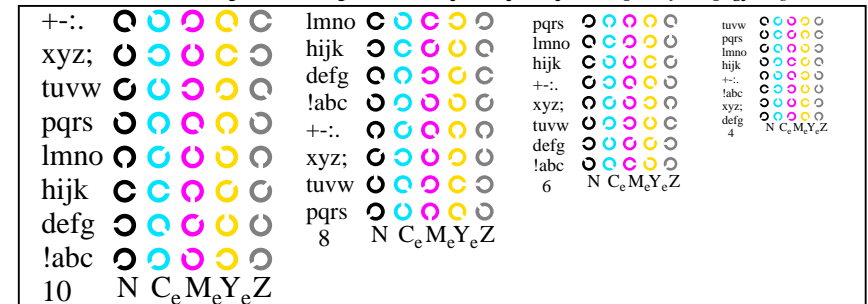 +-:.
xyz;
tuvw
pqrs
lmno
hijk
defg
!abc
10 N CeMeYeZ
lmno
hijk
defg
!abc
+-:.
xyz;
tuvw
pqrs
8 N CeMeYeZ
pqrs
lmno
hijk
+-:.
xyz;
tuvw
defg
!abc
6 N CeMeYeZ
tuvw
pqrs
lmno
hijk
+-:.
!abc
xyz;
defg
4 N CeMeYeZ